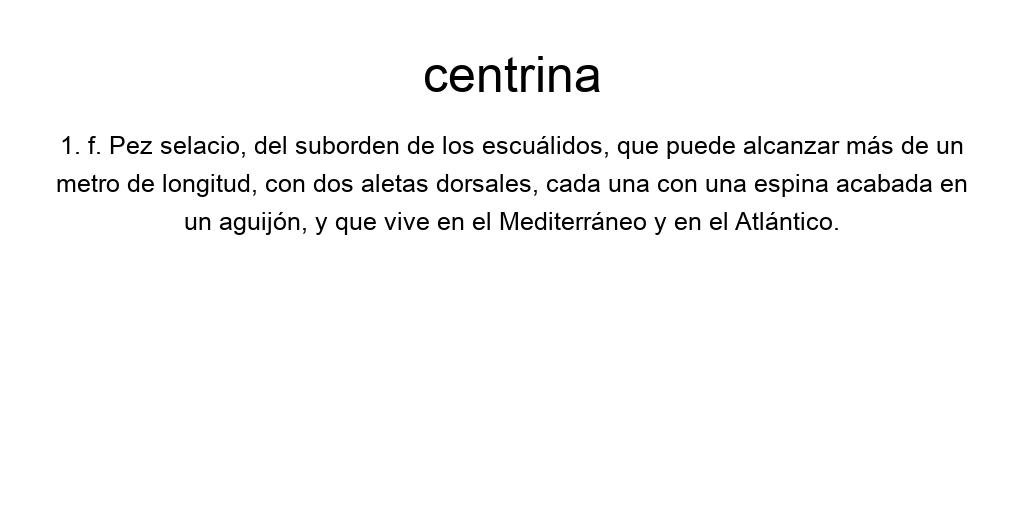 centrina
1. f. Pez selacio, del suborden de los escuálidos, que puede alcanzar más de un
metro de longitud, con dos aletas dorsales, cada una con una espina acabada en
un aguijón, y que vive en el Mediterráneo y en el Atlántico.